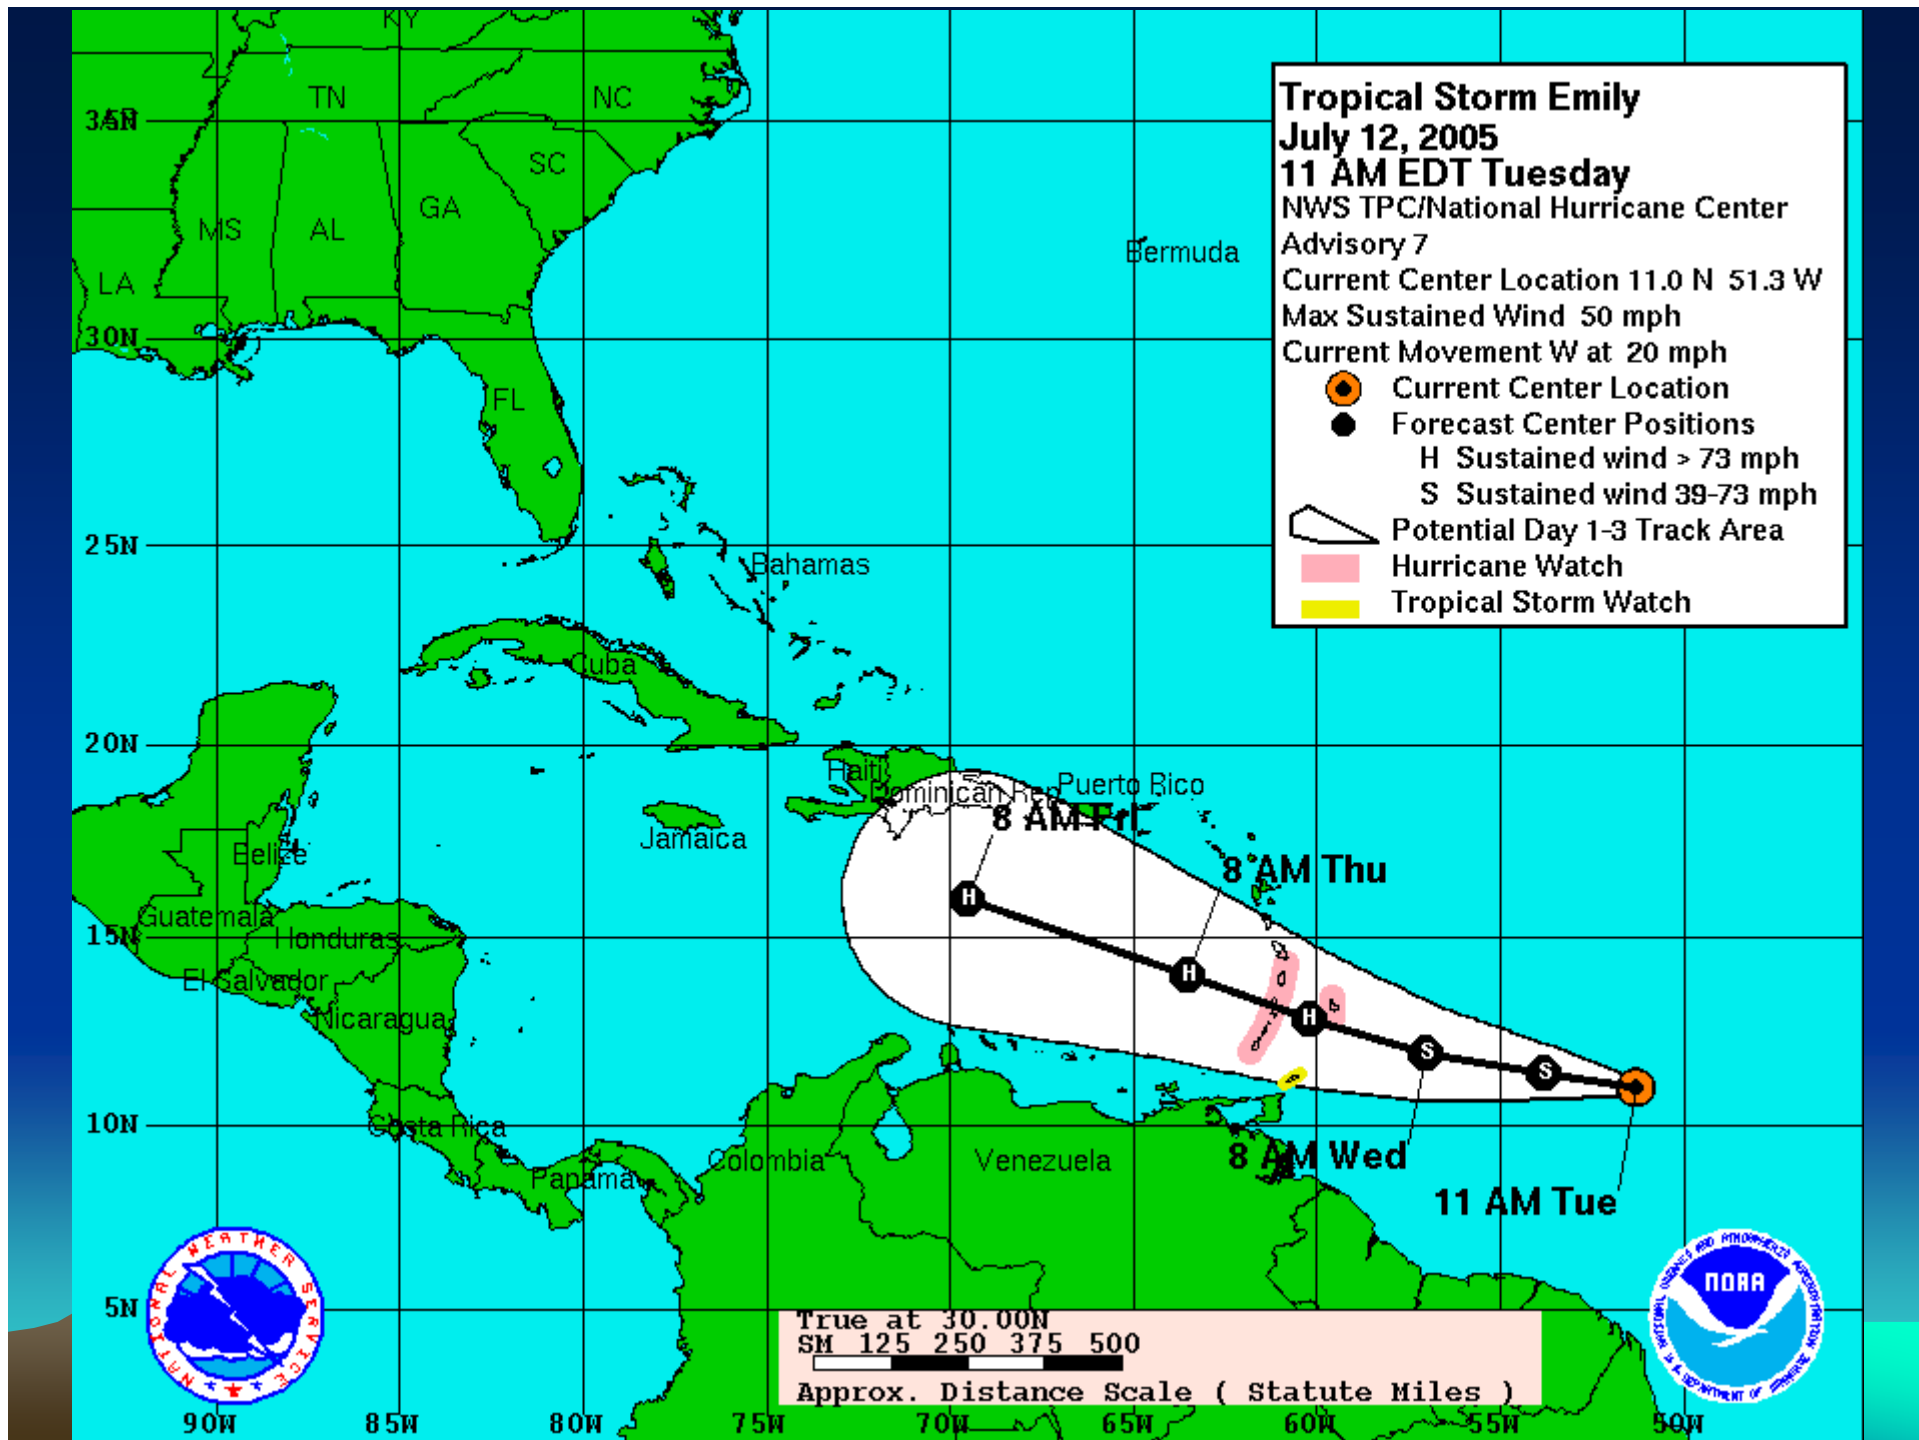 KY
TN
NC
35N
SC
GA
MS
AL
LA
30N
FL
Bermuda
Tropical Storm Emily
July 12, 2005
11 AM EDT Tuesday
NWS TPC/National Hurricane Center
Advisory 7
Current Center Location 11.0 N 51.3 W
Max Sustained Wind 50 mph
Current Movement W at 20 mph
Current Center Location
Forecast Center Positions
H Sustained wind > 73 mph
S Sustained wind 39-73 mph
Potential Day 1-3 Track Area
Hurricane Watch
Tropical Storm Watch
25N
Bahamas
Cuba
20N
Haiti
Dominican Rep
Puerto Rico
8 AM Fri
Jamaica
Belize
8 AM Thu
H
Guatemala
15N
Honduras
H
El Salvador
Nicaragua
H
S
S
10N
Costa Rica
Colombia
Venezuela
8 AM Wed
Panama
11 AM Tue
5N
NATIONAL WEATHER SERVICE
NOAA
True at 30.00N
SM 125 250 375 500
Approx. Distance Scale ( Statute Miles )
90W 85W 80W 75W 70W 65W 60W 55W 50W